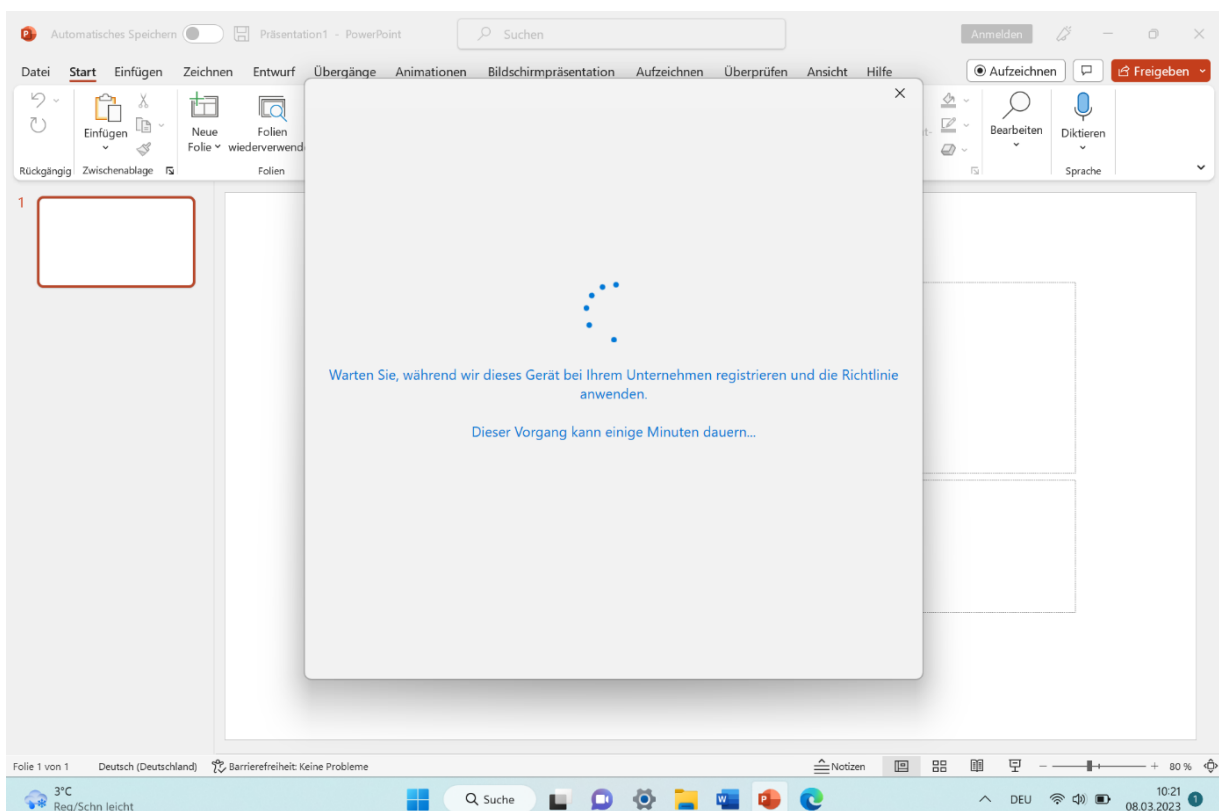 Automatisches Speichern
Präsentation1 - PowerPoint
Suchen
Anmelden
Datei Start Einfügen Zeichnen Entwurf Übergänge Animationen Bildschirmpräsentation Aufzeichnen Überprüfen Ansicht Hilfe
Aufzeichnen
Freigeben
Einfügen
Neue
Folie
Folien
wiederverwend
Bearbeiten
Diktieren
Rückgängig
Zwischenablage
Folien
Sprache
1
Warten Sie, während wir dieses Gerät bei Ihrem Unternehmen registrieren und die Richtlinie
anwenden.
Dieser Vorgang kann einige Minuten dauern...
Folie 1 von 1 Deutsch (Deutschland) Barrierefreiheit: Keine Probleme Notizen 80 %
3°C
Reg/Schn leicht
Suche
DEU
10:21
08.03.2023
1